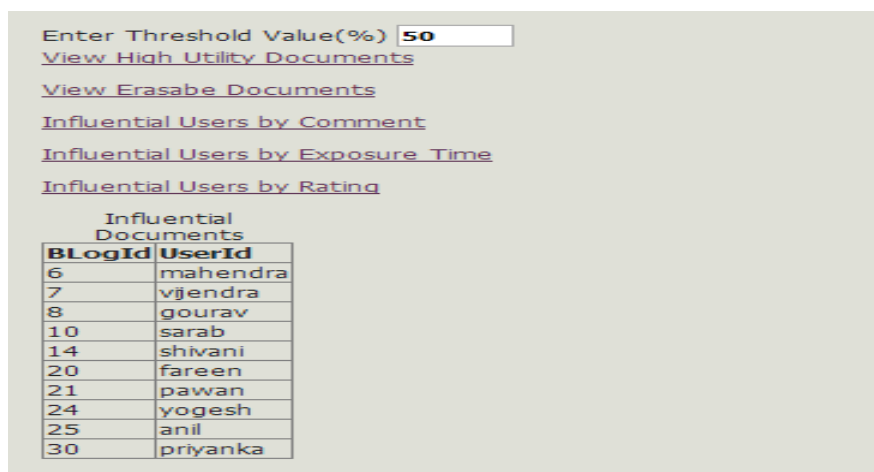 Enter Threshold Value(%) 50
View High Utility Documents
View Erasabe Documents
Influential Users by Comment
Influential Users by Exposure Time
Influential Users by Rating
Influential
Documents
BLogId UserId
6 mahendra
7 vijendra
8 gourav
10 sarab
14 shivani
20 fareen
21 pawan
24 yogesh
25 anil
30 priyanka